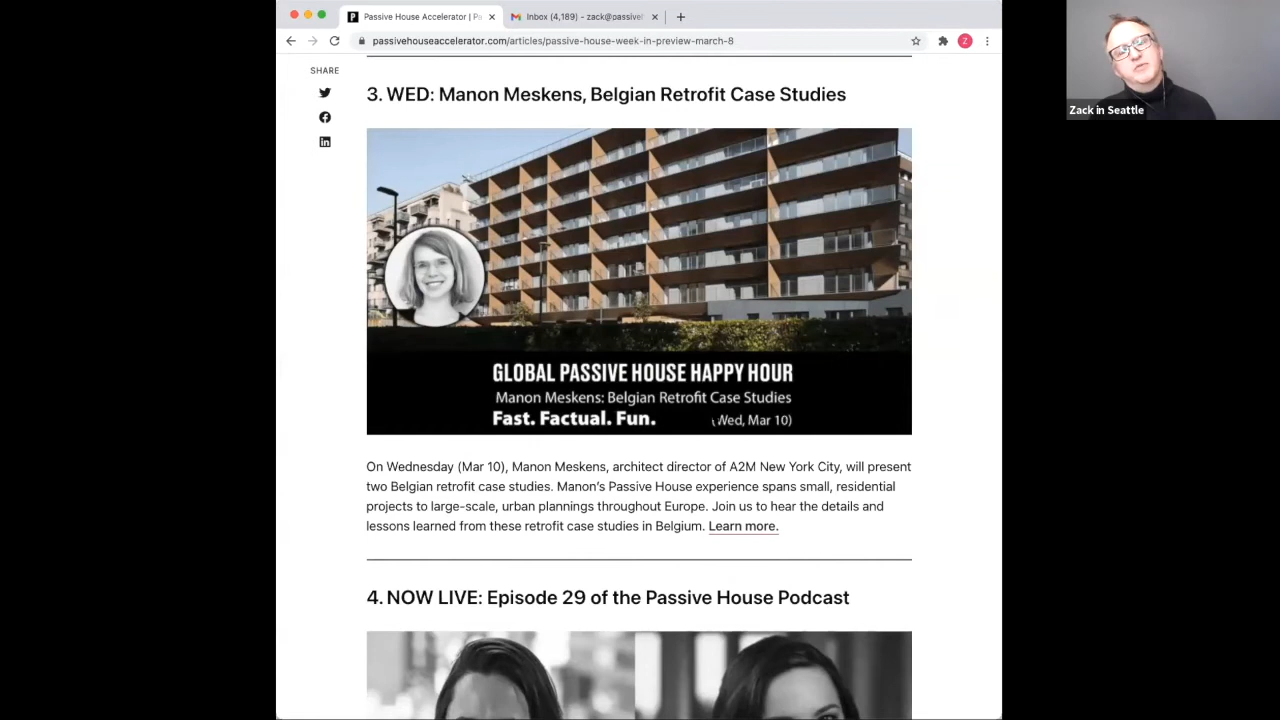 Passive House Accelerator | Pa
Inbox (4,189) - zack@passivel
passivehouseaccelerator.com/articles/passive-house-week-in-preview-march-8
Z
SHARE
Zack in Seattle
3. WED: Manon Meskens, Belgian Retrofit Case Studies
GLOBAL PASSIVE HOUSE HAPPY HOUR
Manon Meskens: Belgian Retrofit Case Studies
Fast. Factual. Fun. (Wed, Mar 10)
On Wednesday (Mar 10), Manon Meskens, architect director of A2M New York City, will present
two Belgian retrofit case studies. Manon's Passive House experience spans small, residential
projects to large-scale, urban plannings throughout Europe. Join us to hear the details and
lessons learned from these retrofit case studies in Belgium. Learn more.
4. NOW LIVE: Episode 29 of the Passive House Podcast